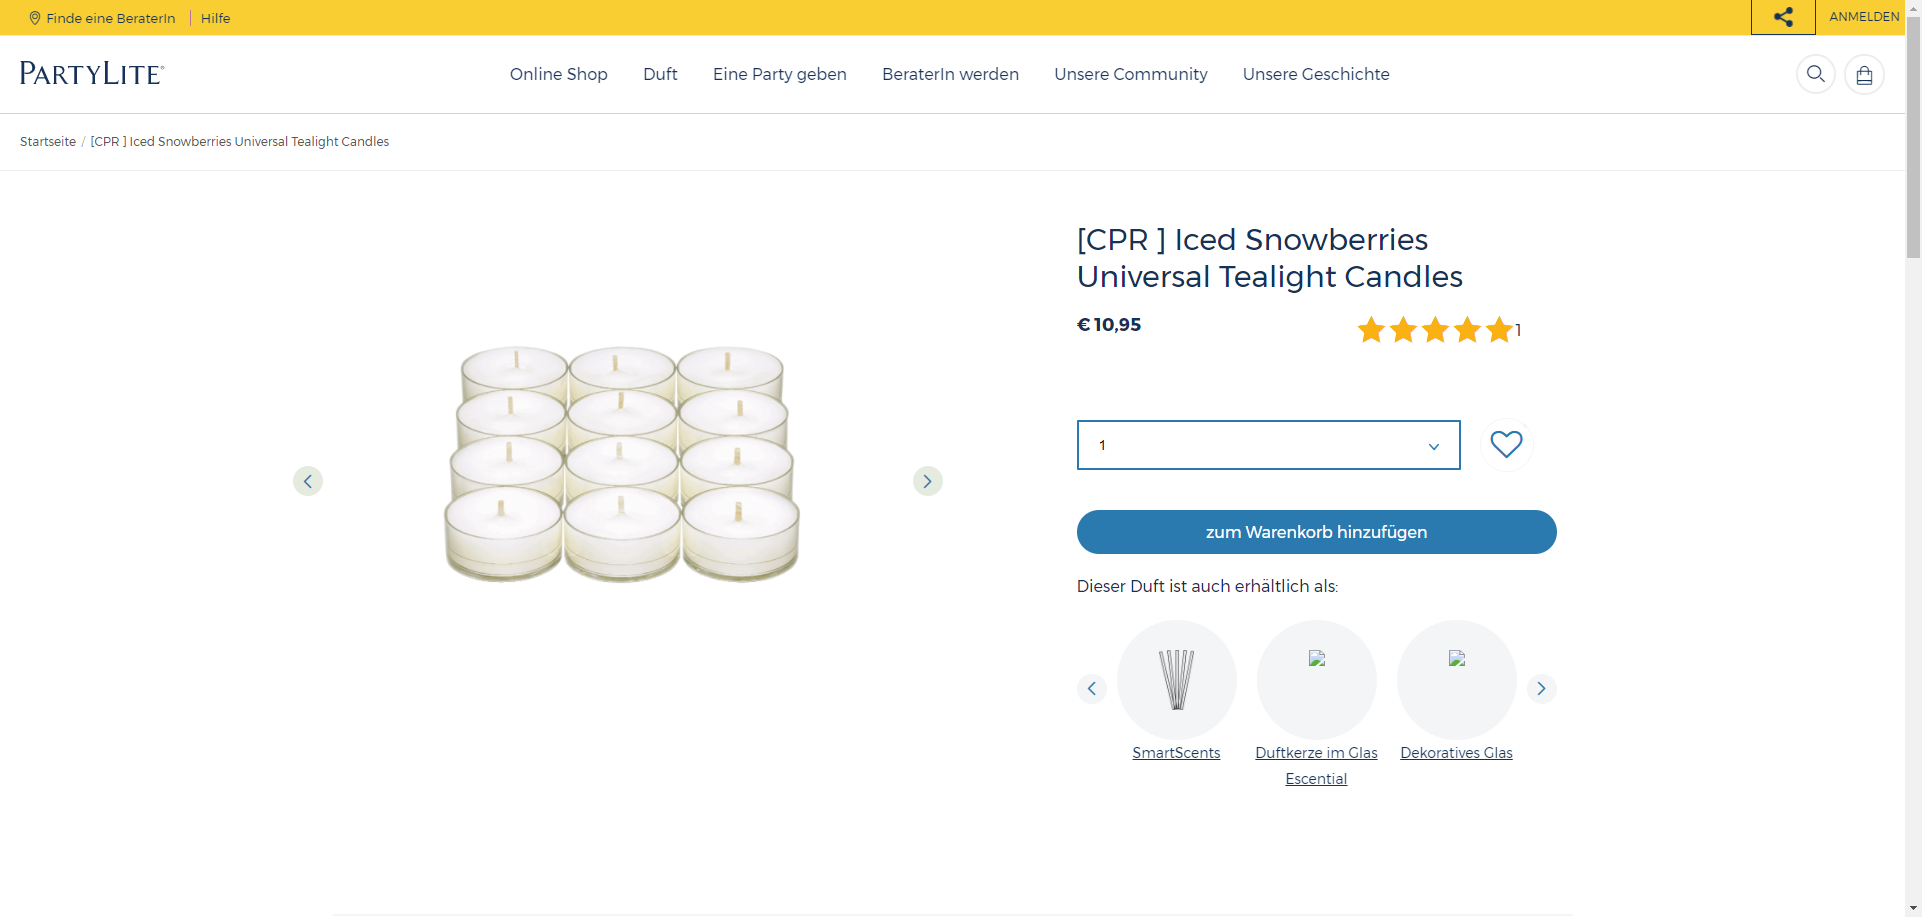 Finde eine BeraterIn
Hilfe
ANMELDEN
PARTYLITE®
Online Shop
Duft
Eine Party geben
BeraterIn werden
Unsere Community
Unsere Geschichte
Startseite / [CPR ] Iced Snowberries Universal Tealight Candles
[CPR ] Iced Snowberries
Universal Tealight Candles
€ 10,95
1
1
zum Warenkorb hinzufügen
Dieser Duft ist auch erhältlich als:
SmartScents
Duftkerze im Glas
Escential
Dekoratives Glas